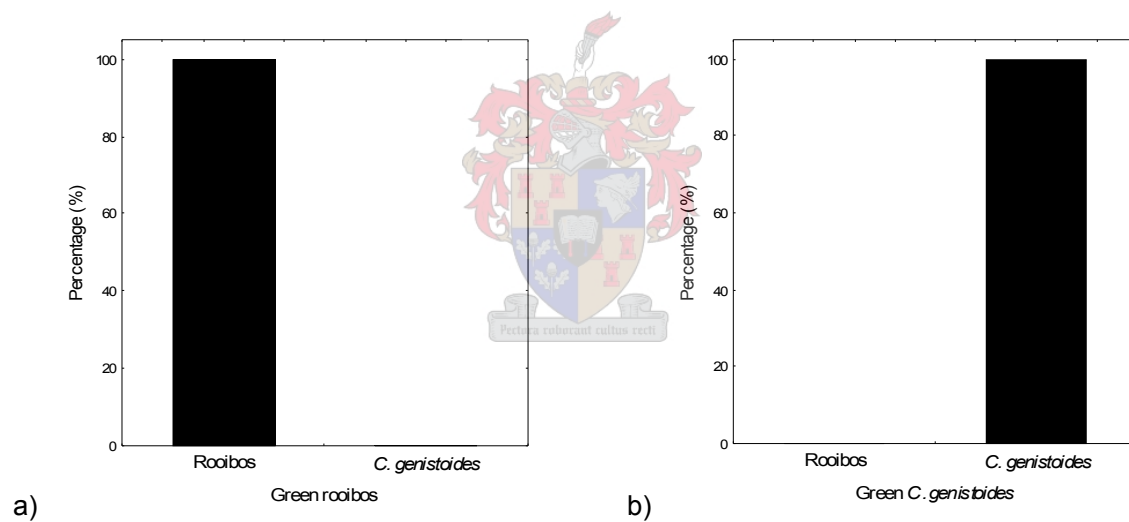 100
80
60
40
20
0
Percentage (%)
Rooibos C. genistoides
Green rooibos
a)
Pectora roborant cultus recti
100
80
60
40
20
0
Percentage (%)
Rooibos C. genistoides
Green C. genistoides
b)